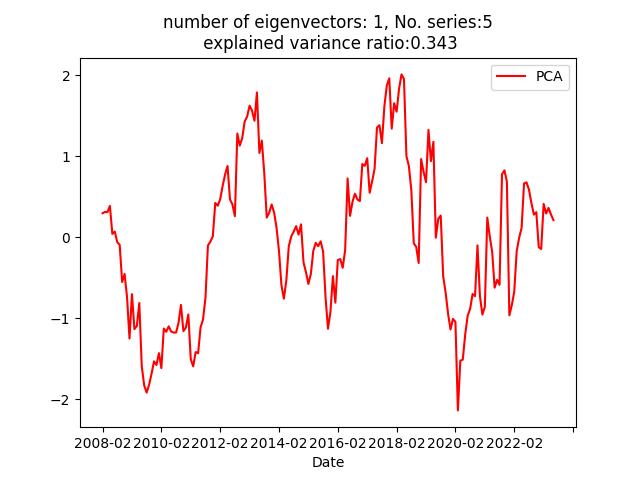 number of eigenvectors: 1, No. series:5
explained variance ratio:0.343
PCA
2
1
0
−1
−2
2008-02 2010-02 2012-02 2014-02 2016-02 2018-02 2020-02 2022-02
Date